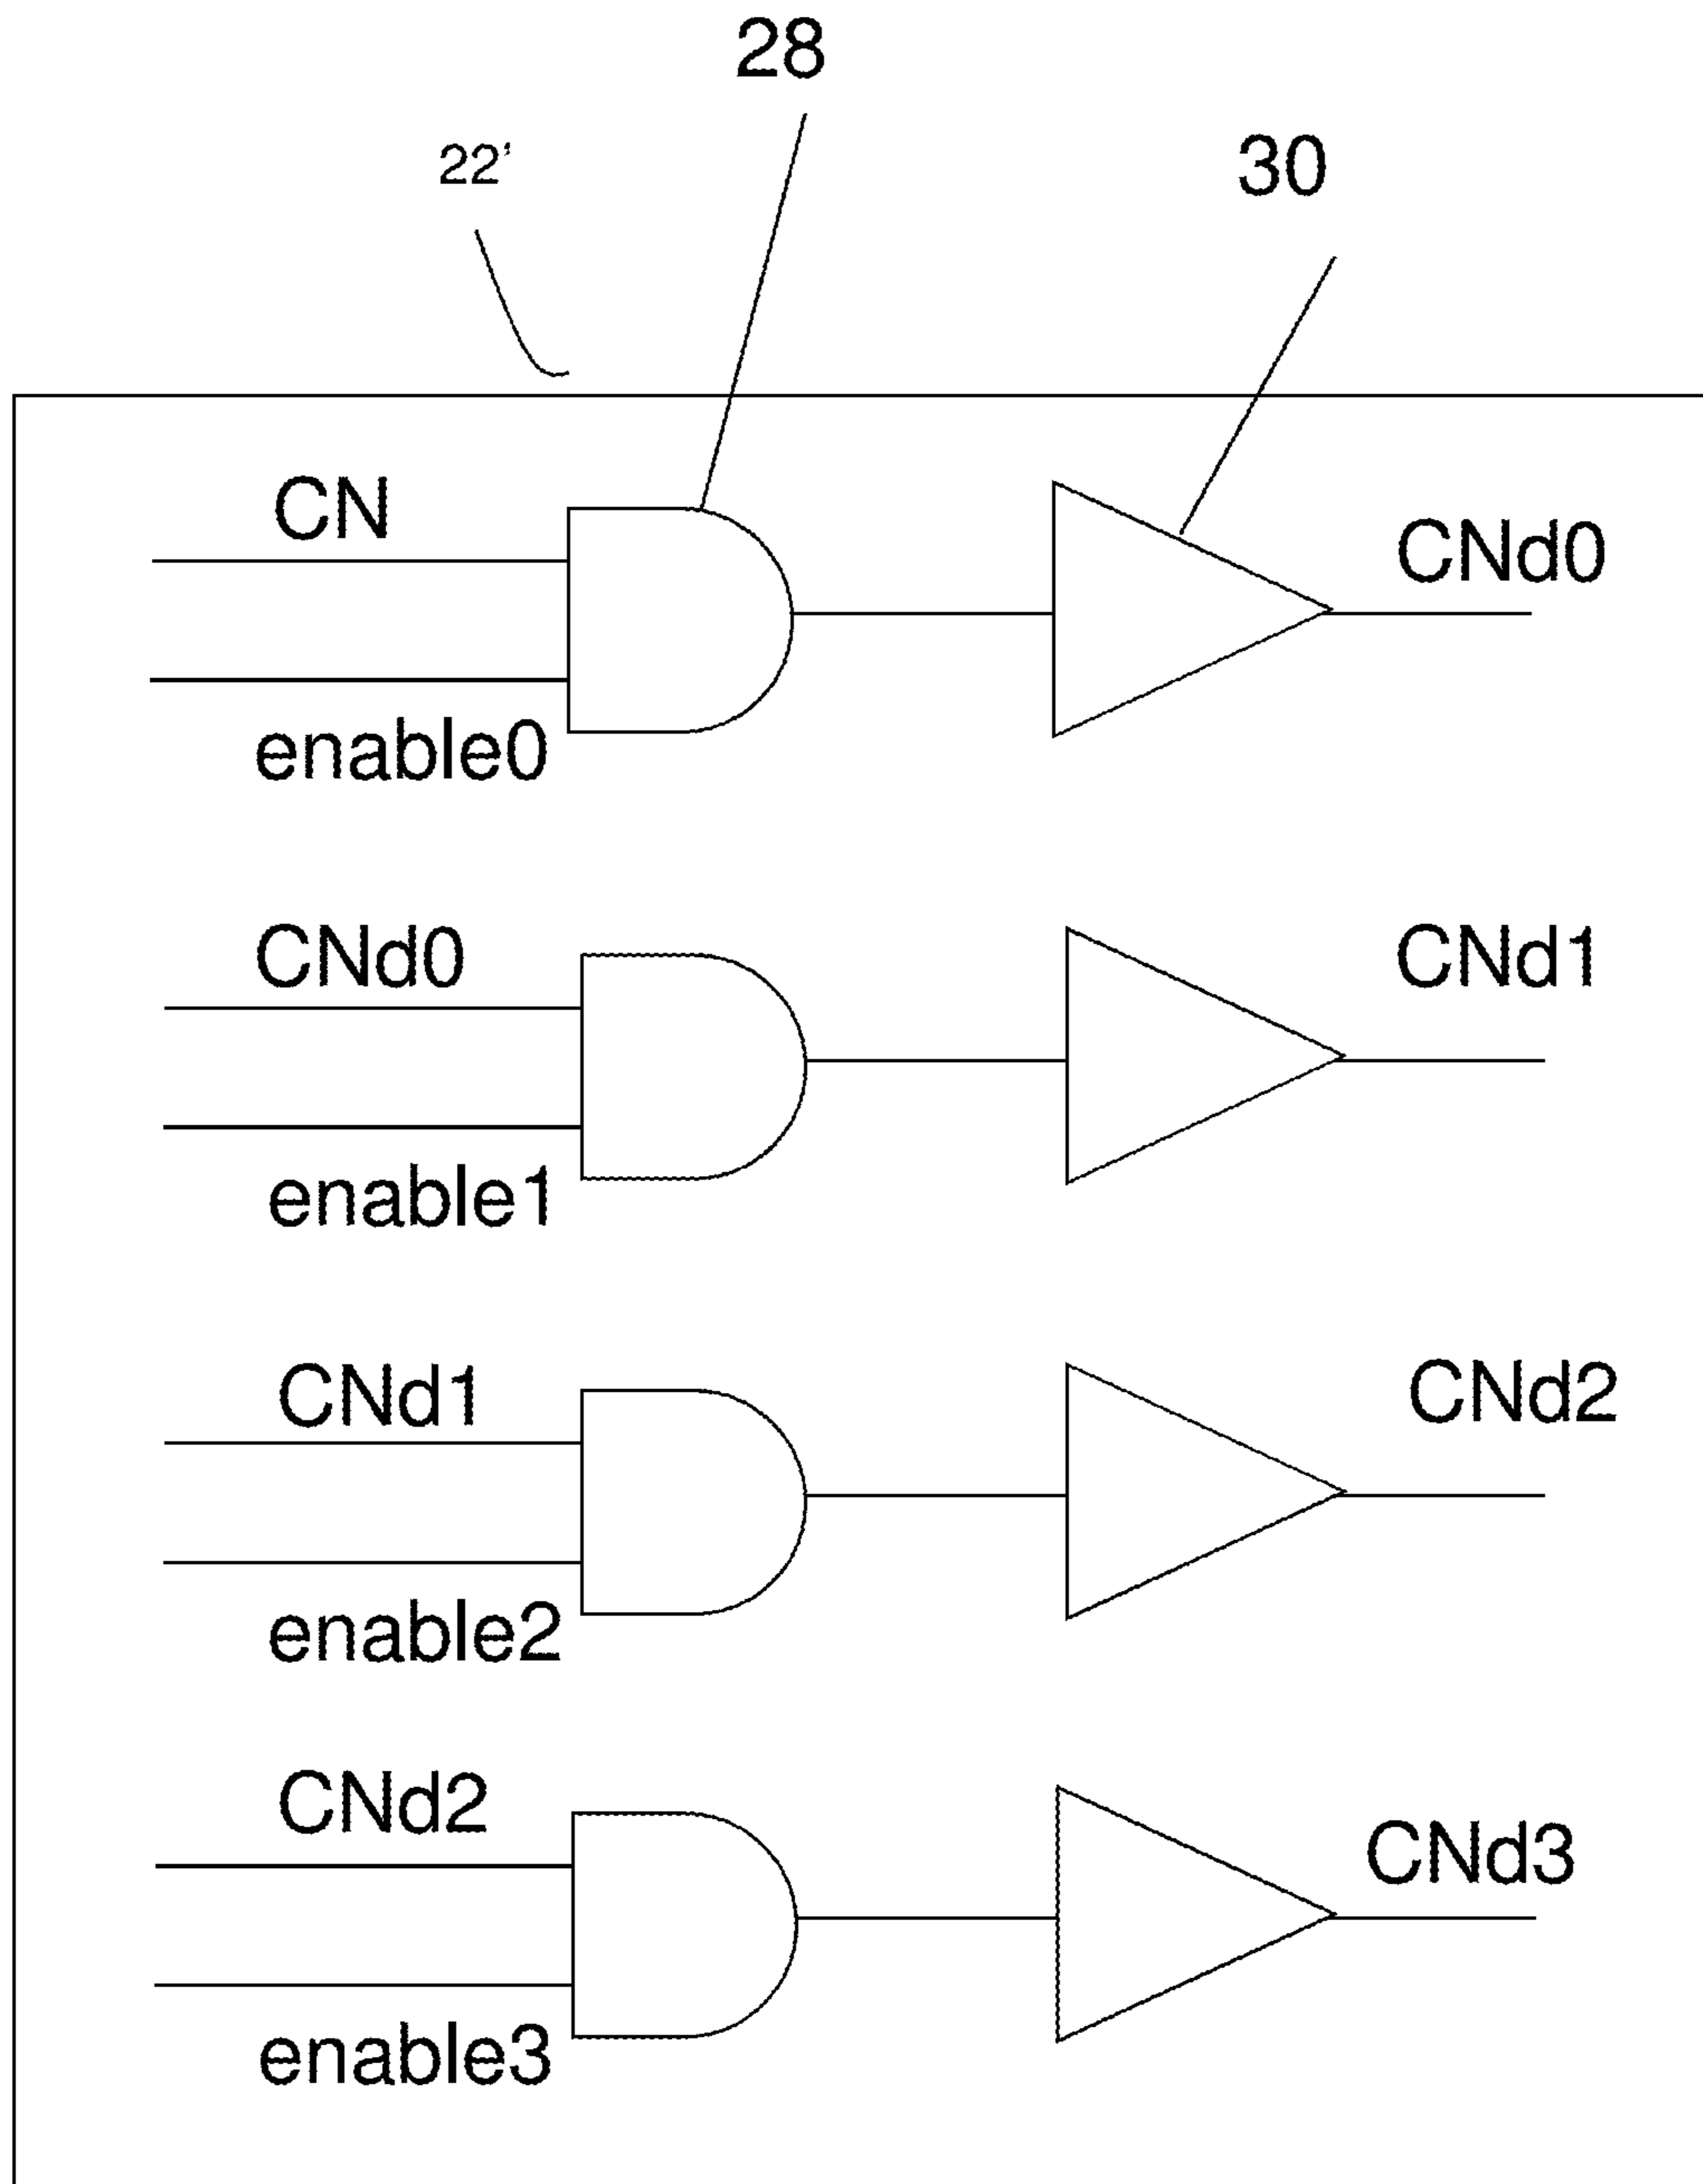 28
22'
30
CN
CNd0
enable0
CNd0
CNd1
enable1
CNd1
CNd2
enable2
CNd2
CNd3
enable3